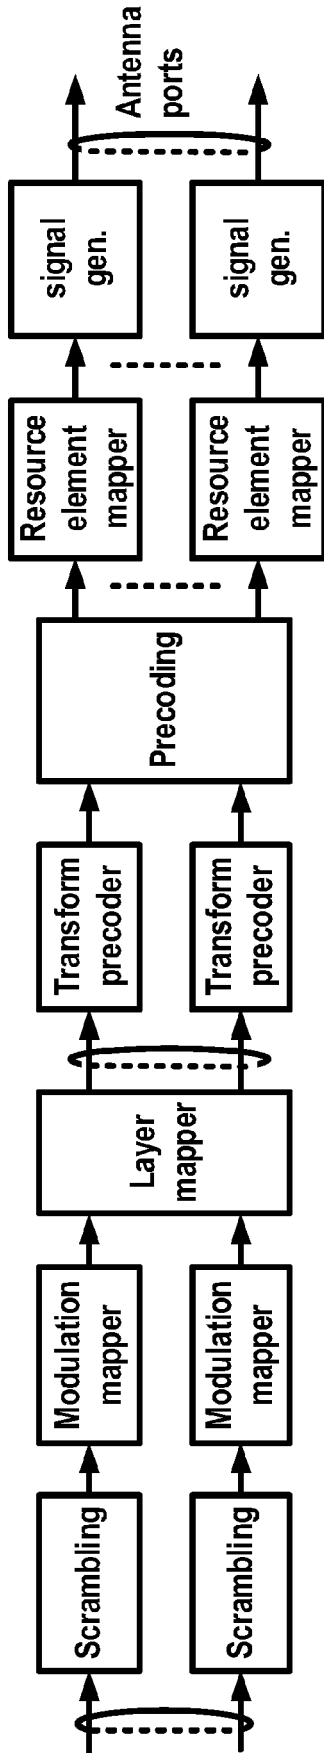 Scrambling
Scrambling
Modulation
mapper
Modulation
mapper
Layer
mapper
Transform
precoder
Transform
precoder
Precoding
Resource
element
mapper
Resource
element
mapper
signal
gen.
signal
gen.
Antenna
ports